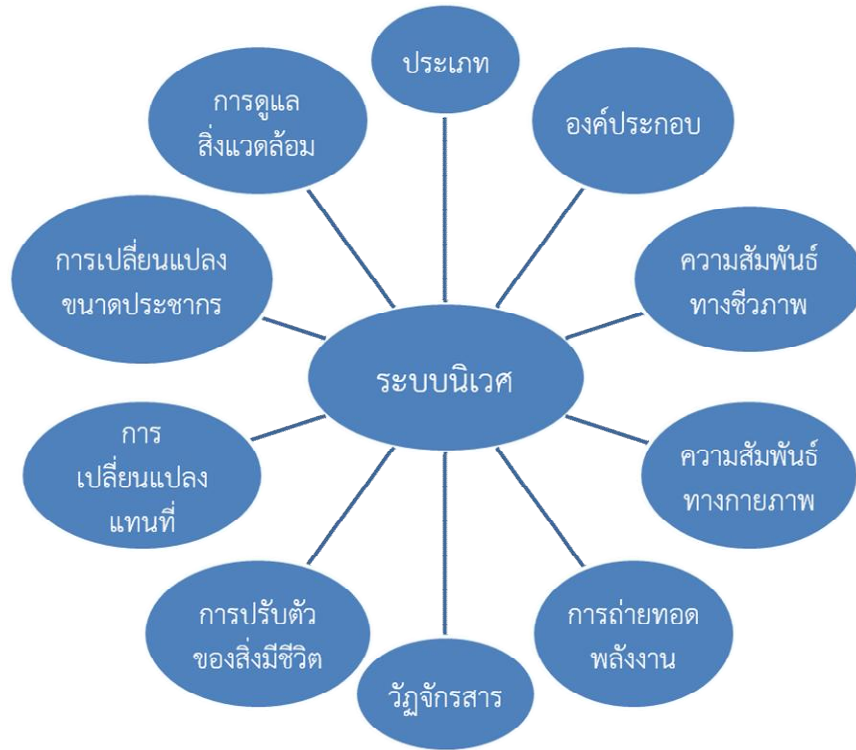 ประเภท
องค์ประกอบ
ความสัมพันธ์
ทางชีวภาพ
ความสัมพันธ์
ทางกายภาพ
การถ่ายทอด
พลังงาน
วัฏจักรสาร
การปรับตัว
ของสิ่งมีชีวิต
การ
เปลี่ยนแปลง
แทนที่
การเปลี่ยนแปลง
ขนาดประชากร
การดูแล
สิ่งแวดล้อม
ระบบนิเวศ